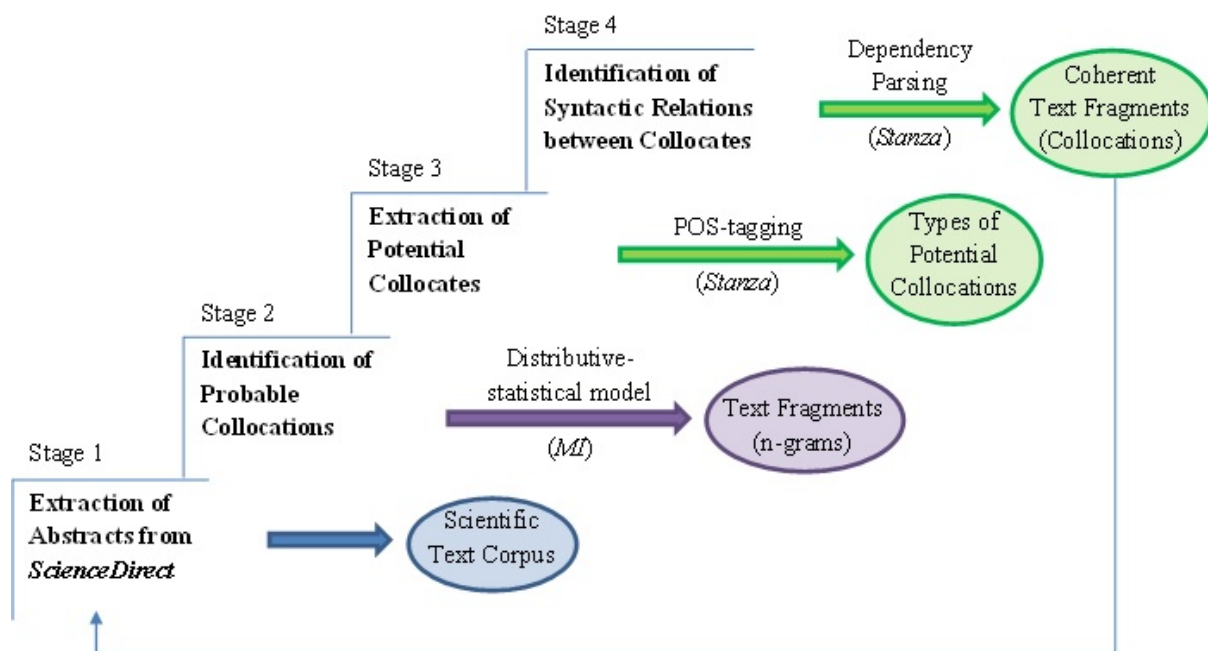 Stage 4
Identification of
Syntactic Relations
between Collocates
Dependency
Parsing
(Stanza)
Coherent
Text Fragments
(Collocations)
Stage 3
Extraction of
Potential
Collocates
POS-tagging
(Stanza)
Types of
Potential
Collocations
Stage 2
Identification of
Probable
Collocations
Distributive-
statistical model
(MI)
Text Fragments
(n-grams)
Stage 1
Extraction of
Abstracts from
ScienceDirect
Scientific
Text Corpus